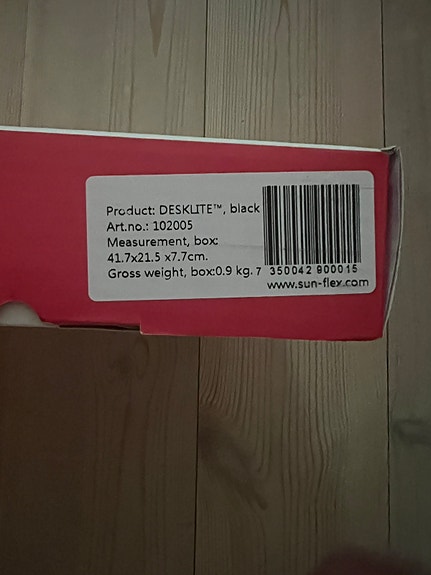 Product: DESKLITE™, black
Art.no.: 102005
Measurement, box:
41.7x21.5 x7.7cm.
Gross weight, box:0.9 kg.
7 350042 900015
www.sun-flex.com